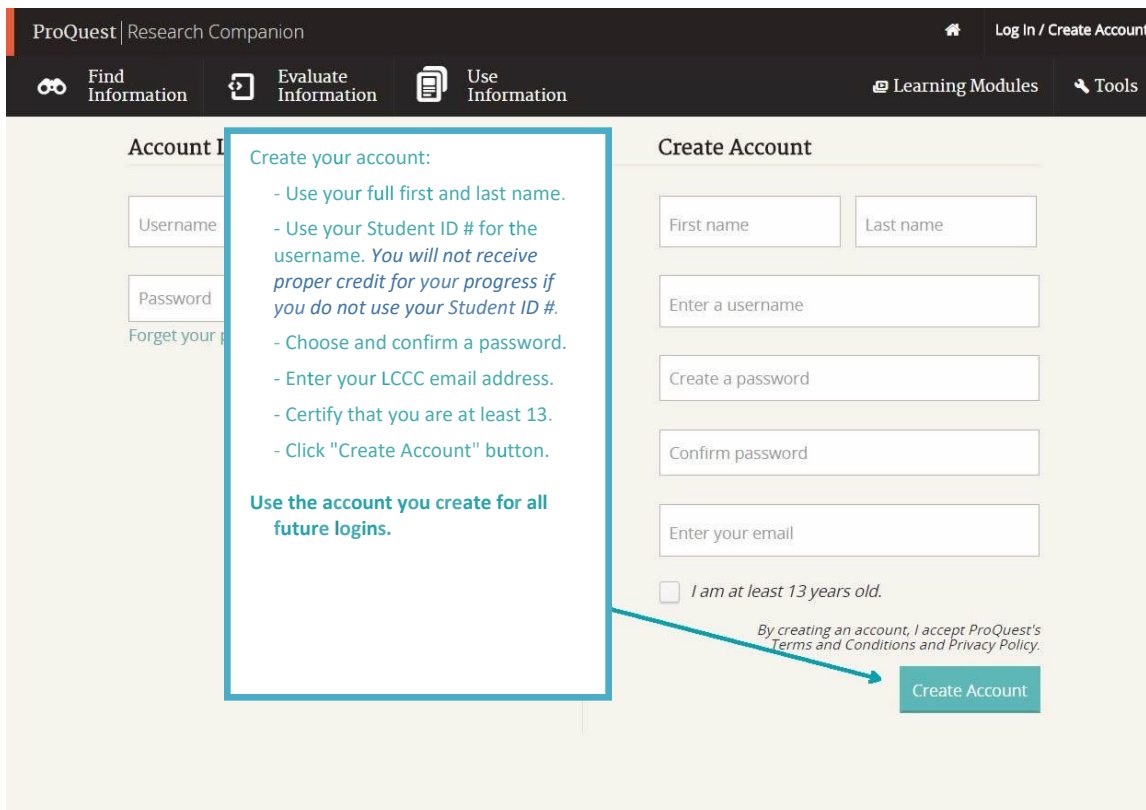 ProQuest | Research Companion
Log In / Create Account
Find
Information
Evaluate
Information
Use
Information
Learning Modules
Tools
Account L
Username
Password
Forget your p
Create your account:
- Use your full first and last name.
- Use your Student ID # for the
username. You will not receive
proper credit for your progress if
you do not use your Student ID #.
- Choose and confirm a password.
- Enter your LCCC email address.
- Certify that you are at least 13.
- Click "Create Account" button.
Use the account you create for all
future logins.
Create Account
First name
Last name
Enter a username
Create a password
Confirm password
Enter your email
I am at least 13 years old.
By creating an account, I accept ProQuest's
Terms and Conditions and Privacy Policy.
Create Account